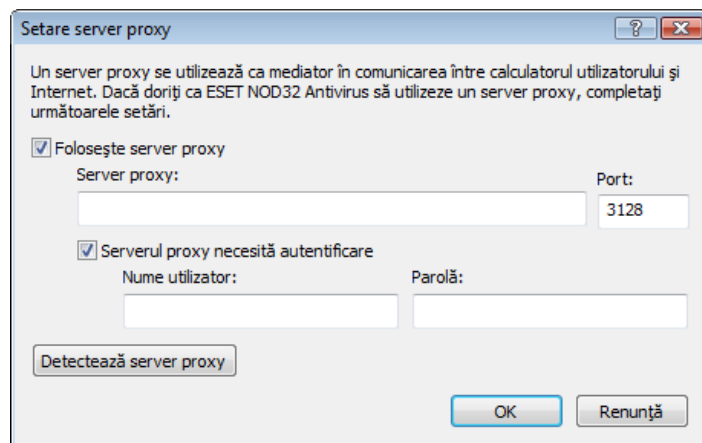 Setare server proxy
Un server proxy se utilizează ca mediator în comunicarea între calculatorul utilizatorului şi
Internet. Dacă doriţi ca ESET NOD32 Antivirus să utilizeze un server proxy, completaţi
următoarele setări.
Foloseşte server proxy
Server proxy: Port:
3128
Serverul proxy necesită autentificare
Nume utilizator: Parolă:
Detectează server proxy
OK Renunţă